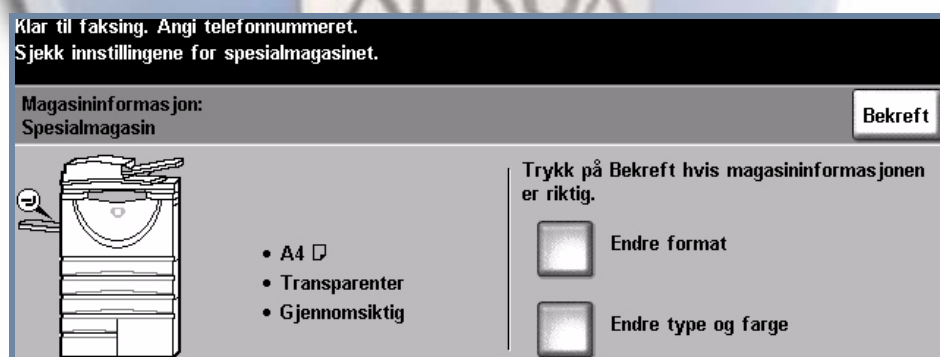 XEROX
Klar til faksing. Angi telefonnummeret.
Sjekk innstillingene for spesialmagasinet.
Magasininformasjon:
Spesialmagasin
Bekreft
Trykk på Bekreft hvis magasininformasjonen
er riktig.
• A4
• Transparenter
• Gjennomsiktig
Endre format
Endre type og farge